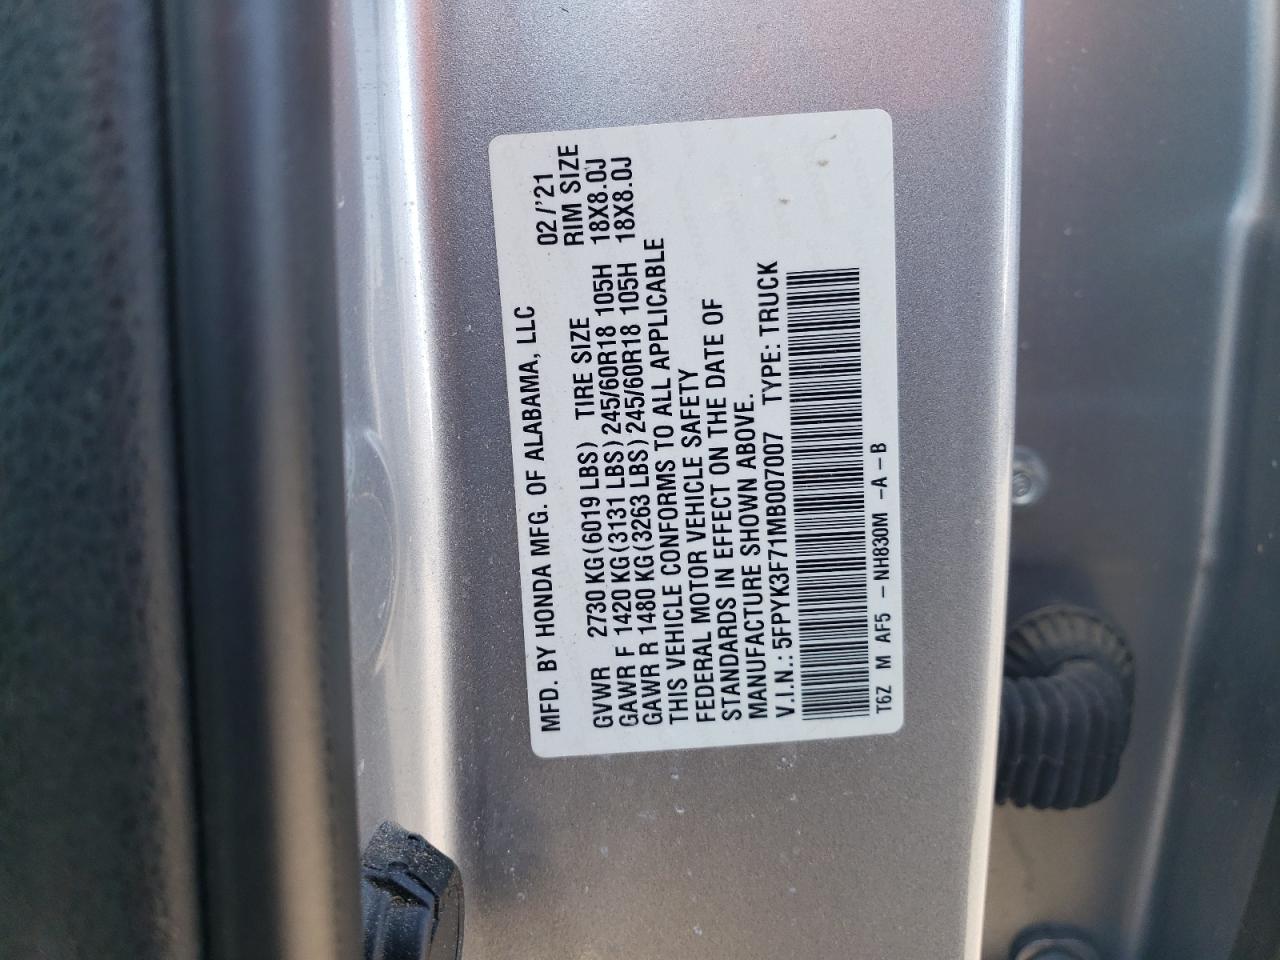 MFD. BY HONDA MFG. OF ALABAMA, LLC 02/'21
GVWR 2730 KG(6019 LBS) TIRE SIZE RIM SIZE
GAWR F 1420 KG(3131 LBS)245/60R18 105H 18X8.0J
GAWR R 1480 KG(3263 LBS)245/60R18 105H 18X8.0J
THIS VEHICLE CONFORMS TO ALL APPLICABLE
FEDERAL MOTOR VEHICLE SAFETY
STANDARDS IN EFFECT ON THE DATE OF
MANUFACTURE SHOWN ABOVE.
V.I.N.: 5FPYK3F71MB007007 TYPE: TRUCK
T6Z M AF5 - NH830M -A-B